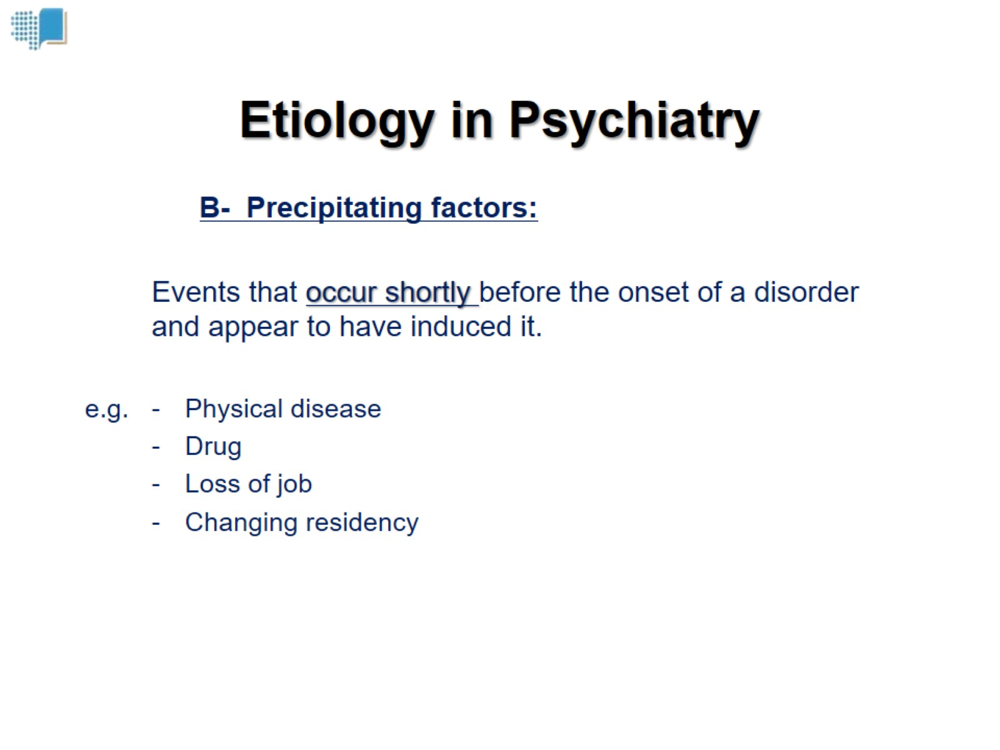 Etiology in Psychiatry
B- Precipitating factors:
Events that occur shortly before the onset of a disorder
and appear to have induced it.
e.g. - Physical disease
- Drug
- Loss of job
- Changing residency